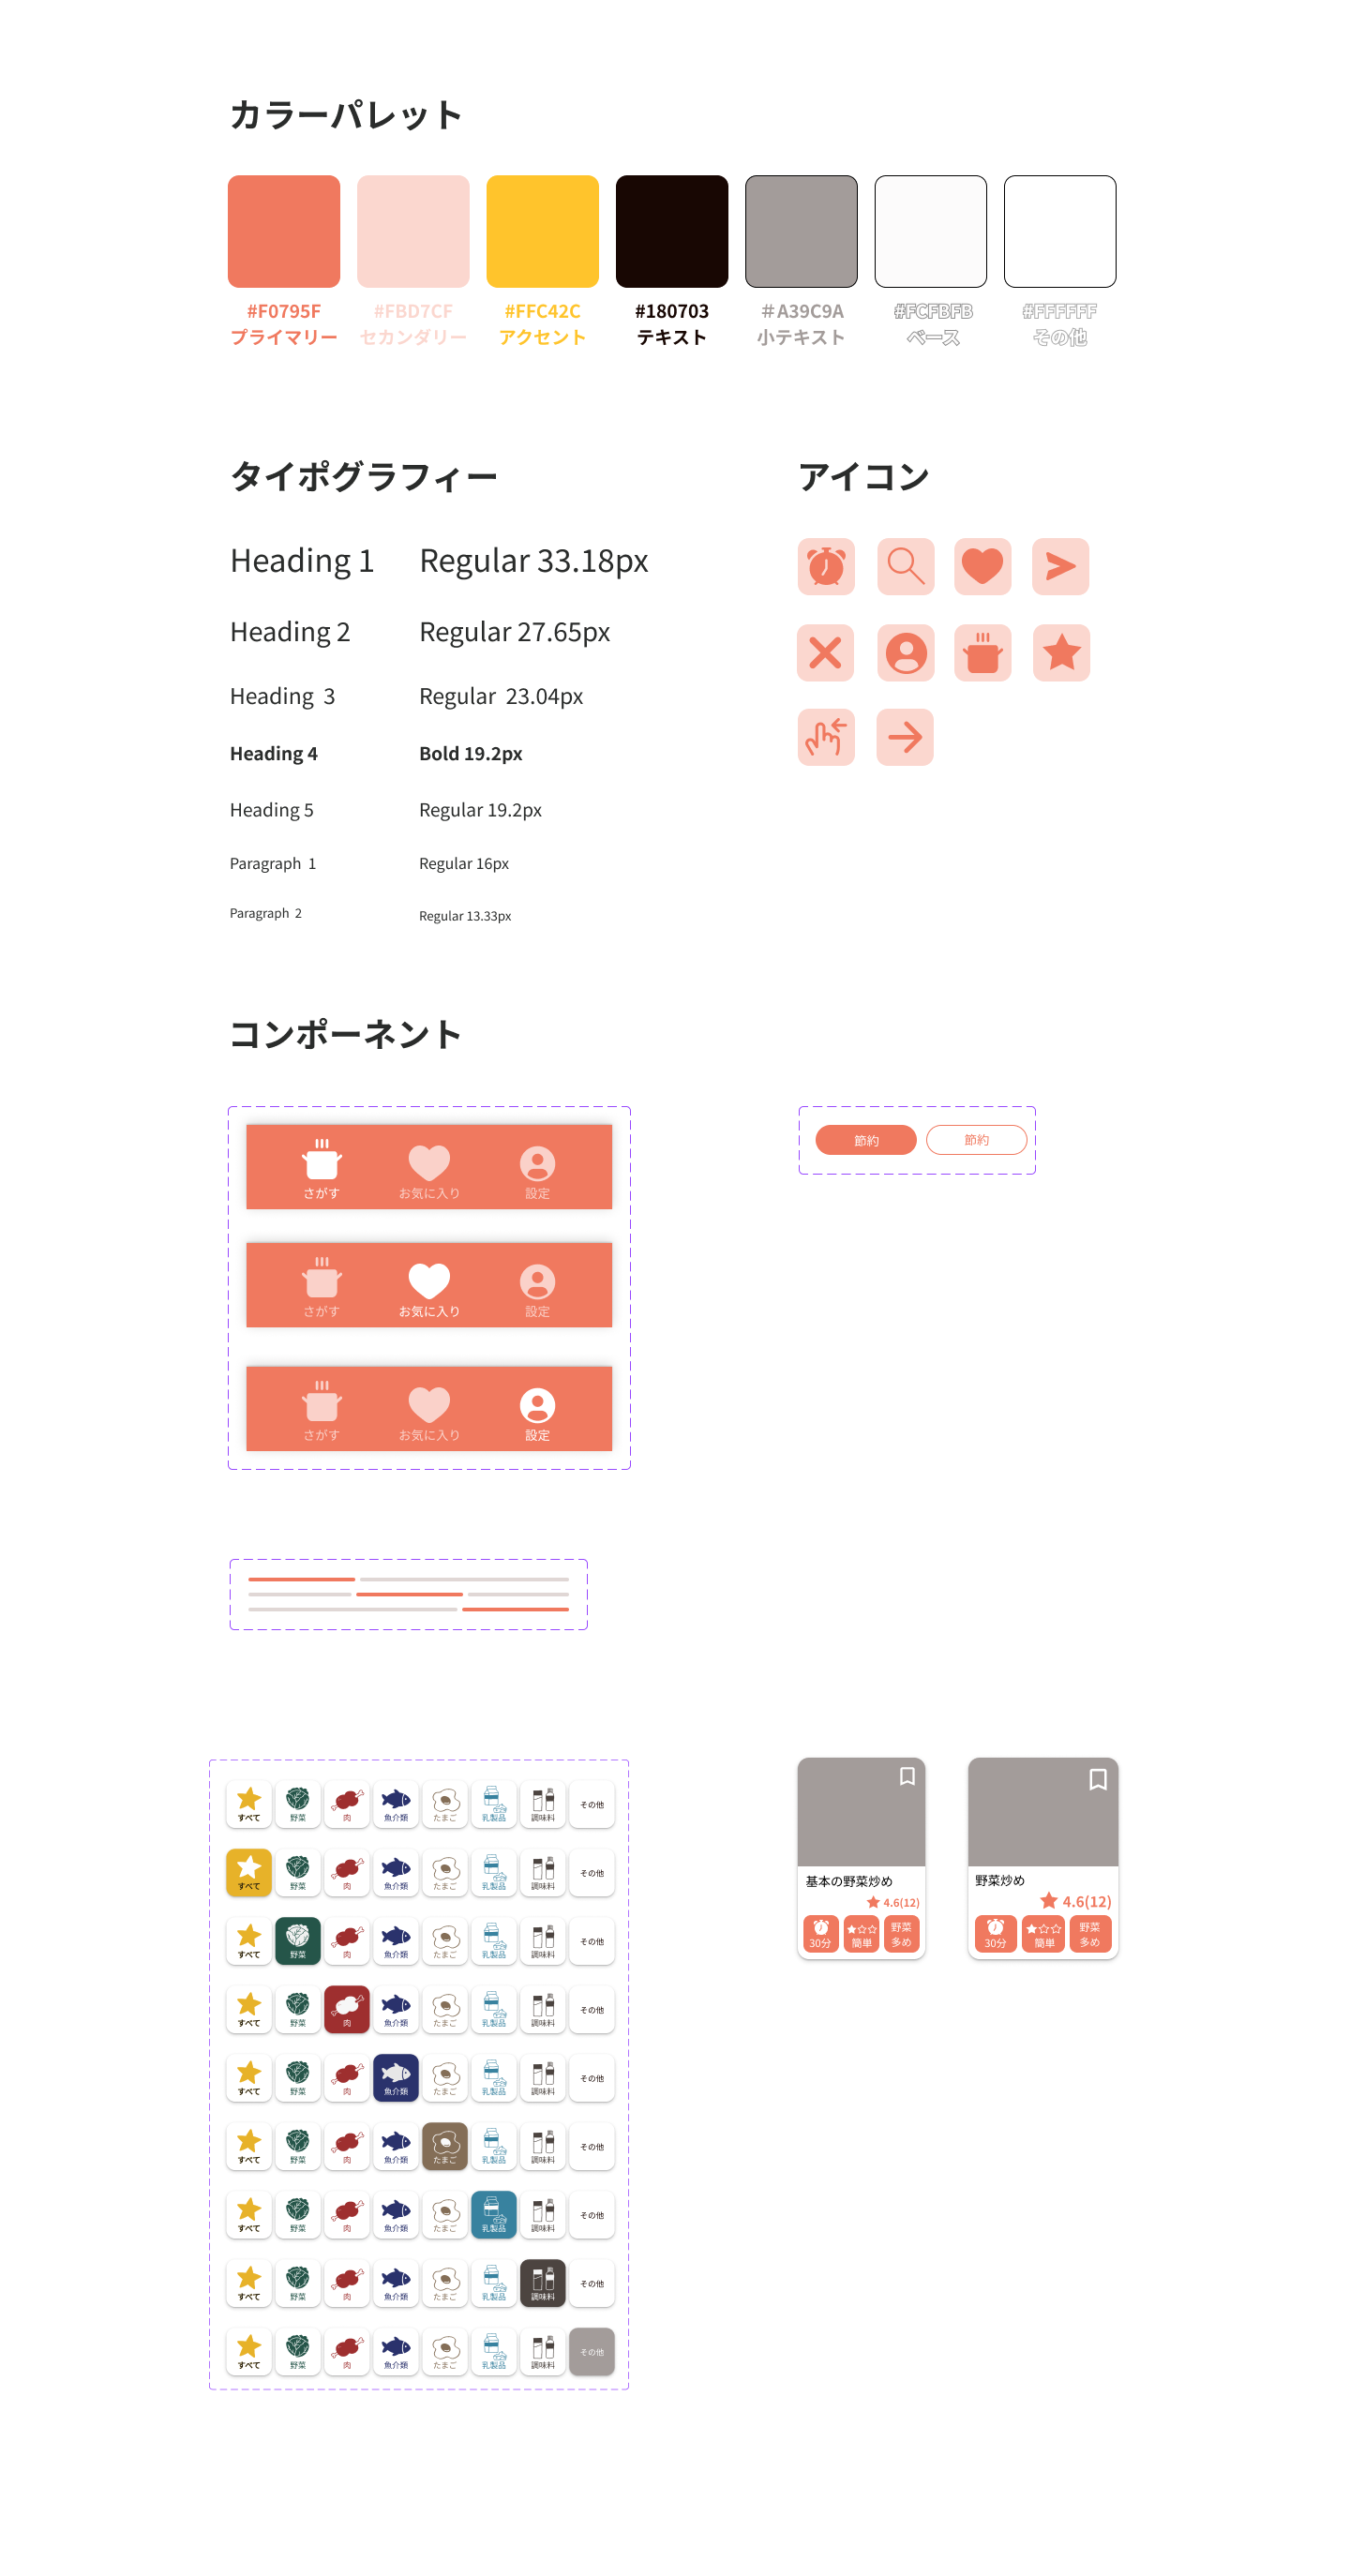 カラーパレット
#F0795F
プライマリー
#FBD7CF
セカンダリー
#FFC42C
アクセント
#180703
テキスト
#A39C9A
小テキスト
#FCFBFB
ベース
#FFFFFF
その他
タイポグラフィー
Heading 1 Regular 33.18px
Heading 2 Regular 27.65px
Heading 3 Regular 23.04px
Heading 4 Bold 19.2px
Heading 5 Regular 19.2px
Paragraph 1 Regular 16px
Paragraph 2 Regular 13.33px
アイコン
コンポーネント
さがす お気に入り 設定
さがす お気に入り 設定
さがす お気に入り 設定
節約 節約
すべて 野菜 肉 魚介類 たまご 乳製品 調味料 その他
すべて 野菜 肉 魚介類 たまご 乳製品 調味料 その他
すべて 野菜 肉 魚介類 たまご 乳製品 調味料 その他
すべて 野菜 肉 魚介類 たまご 乳製品 調味料 その他
すべて 野菜 肉 魚介類 たまご 乳製品 調味料 その他
すべて 野菜 肉 魚介類 たまご 乳製品 調味料 その他
すべて 野菜 肉 魚介類 たまご 乳製品 調味料 その他
すべて 野菜 肉 魚介類 たまご 乳製品 調味料 その他
すべて 野菜 肉 魚介類 たまご 乳製品 調味料 その他
基本の野菜炒め
★ 4.6(12)
30分
★☆☆
簡単
野菜
多め
野菜炒め
★ 4.6(12)
30分
★☆☆
簡単
野菜
多め